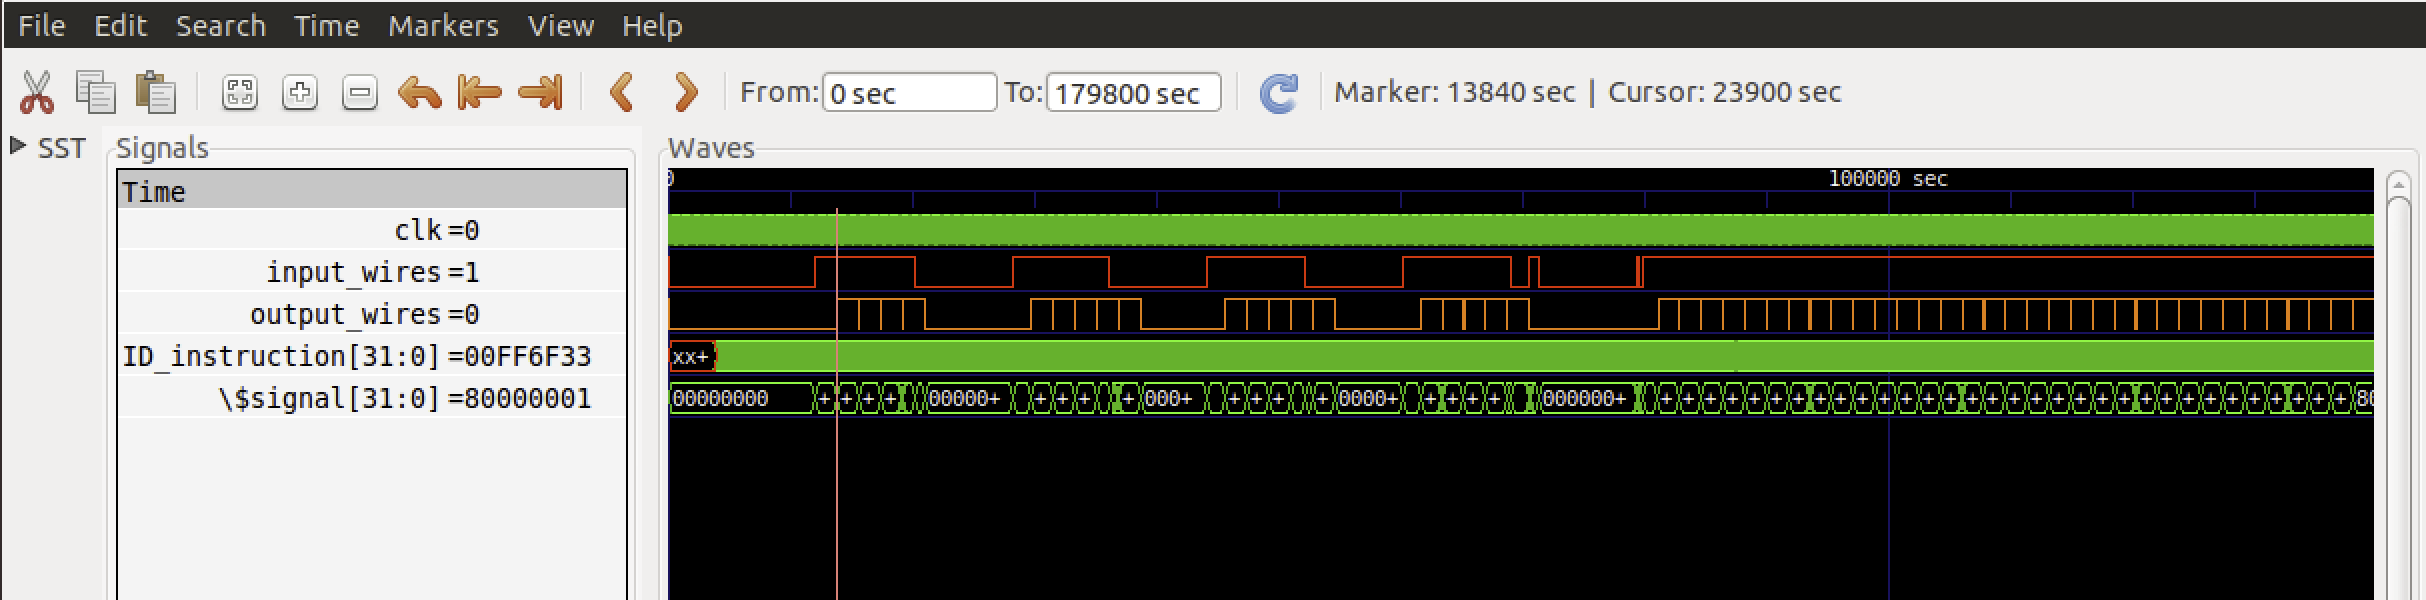 File Edit Search Time Markers View Help
From: 0 sec To: 179800 sec Marker: 13840 sec | Cursor: 23900 sec
SST Signals Waves
Time 0 100000 sec
clk =0
input_wires =1
output_wires =0
ID_instruction[31:0] =00FF6F33 xx+
\$signal[31:0] =80000001 00000000 + + + + 00000+ + + + + 000+ + + + + 0000+ + + + + 000000+ + + + + + + + + + + + + + + + + + + + + + + + + + + + + + + + + + + 80